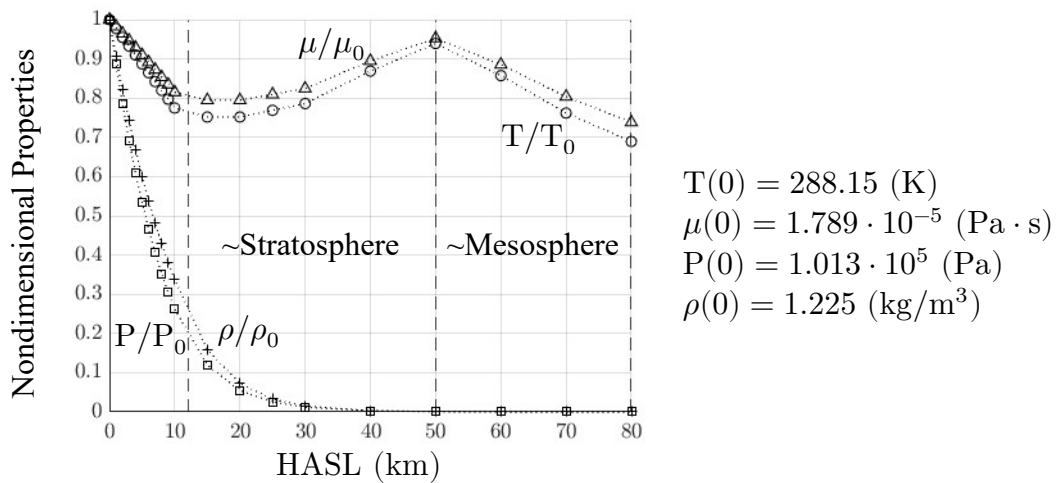 Nondimensional Properties
1
0.9
0.8
0.7
0.6
0.5
0.4
0.3
0.2
0.1
0
μ/μ₀
T/T₀
~Stratosphere
~Mesosphere
P/P₀
ρ/ρ₀
0 10 20 30 40 50 60 70 80
HASL (km)
T(0) = 288.15 (K)
μ(0) = 1.789 · 10⁻⁵ (Pa · s)
P(0) = 1.013 · 10⁵ (Pa)
ρ(0) = 1.225 (kg/m³)